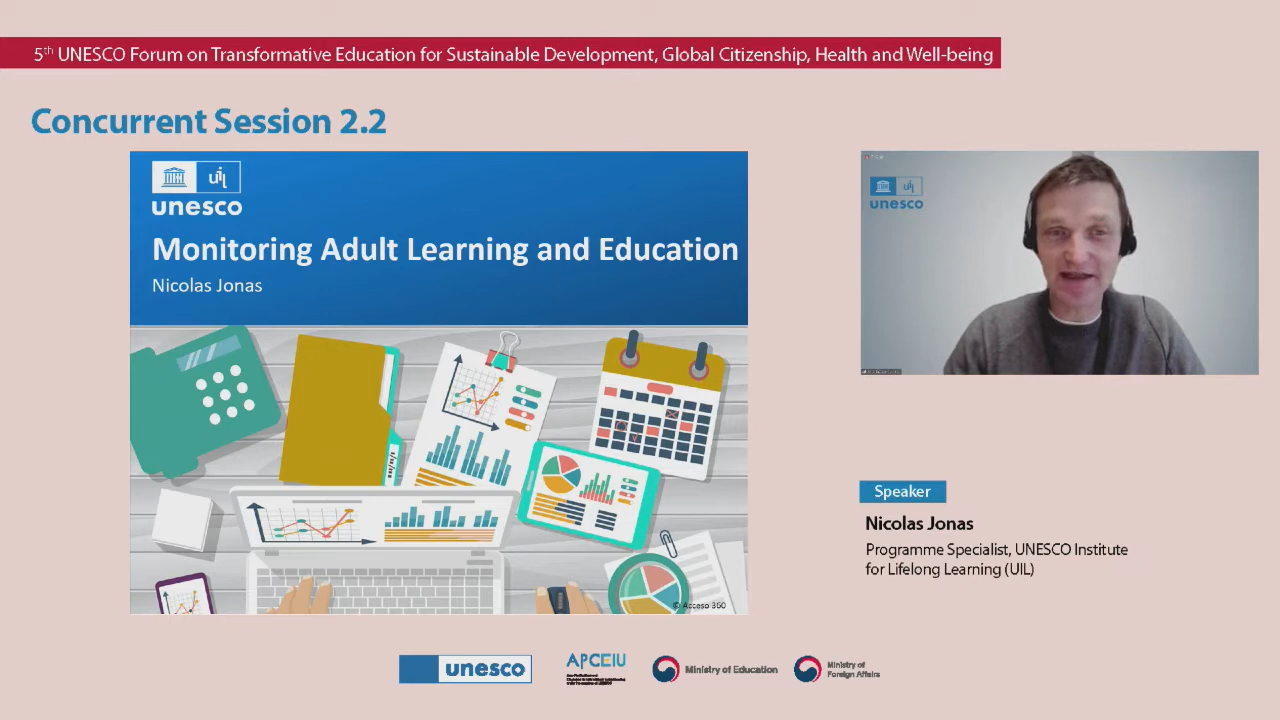 5th UNESCO Forum on Transformative Education for Sustainable Development, Global Citizenship, Health and Well-being
Concurrent Session 2.2
uil
unesco
Monitoring Adult Learning and Education
Nicolas Jonas
© Acceso 360
uil
unesco
Speaker
Nicolas Jonas
Programme Specialist, UNESCO Institute
for Lifelong Learning (UIL)
unesco
APCEIU
Ministry of Education
Ministry of
Foreign Affairs